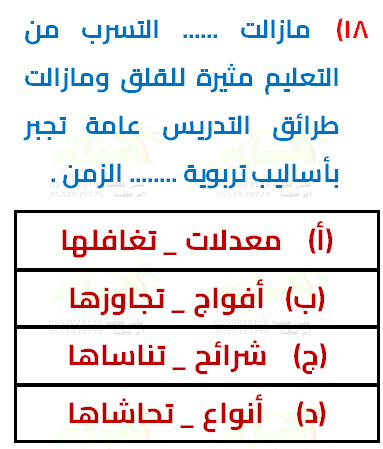 ١٨) مازالت ...... التسرب من
التعليم مثيرة للقلق ومازالت
طرائق التدريس عامة تجبر
بأساليب تربوية ........ الزمن .
(أ) معدلات _ تغافلها
(ب) أفواج _ تجاوزها
(ج) شرائح _ تناساها
(د) أنواع _ تحاشاها